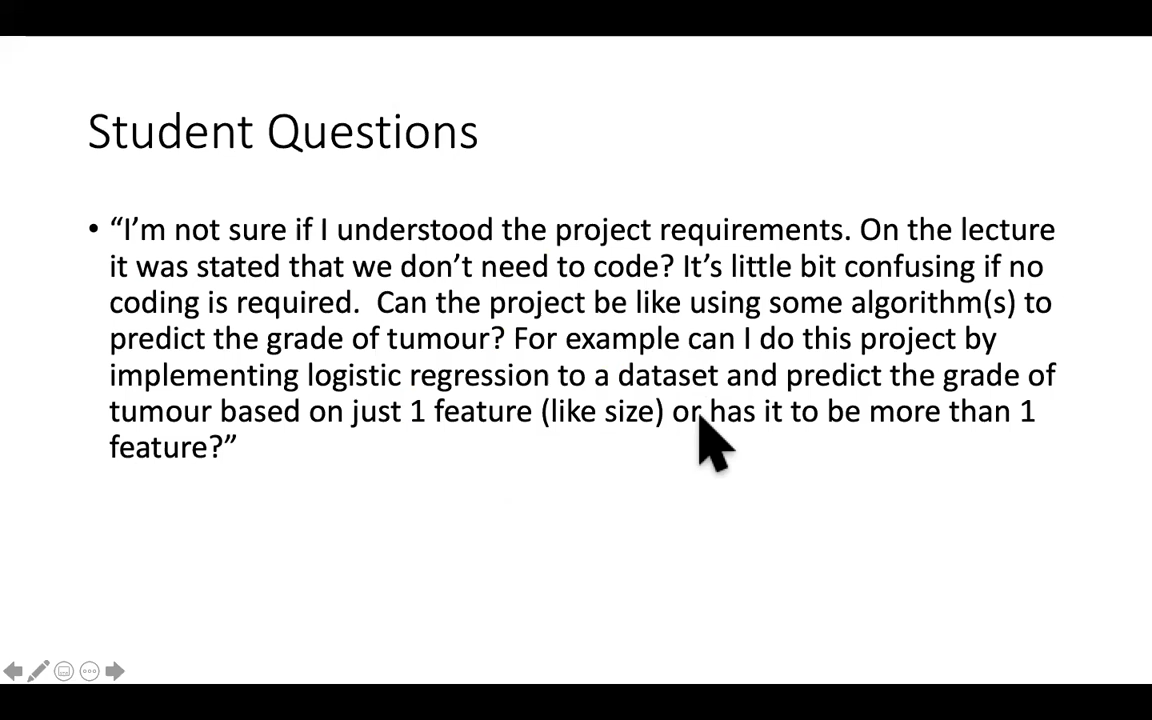 Student Questions
• “I’m not sure if I understood the project requirements. On the lecture
it was stated that we don’t need to code? It’s little bit confusing if no
coding is required.  Can the project be like using some algorithm(s) to
predict the grade of tumour? For example can I do this project by
implementing logistic regression to a dataset and predict the grade of
tumour based on just 1 feature (like size) or has it to be more than 1
feature?”